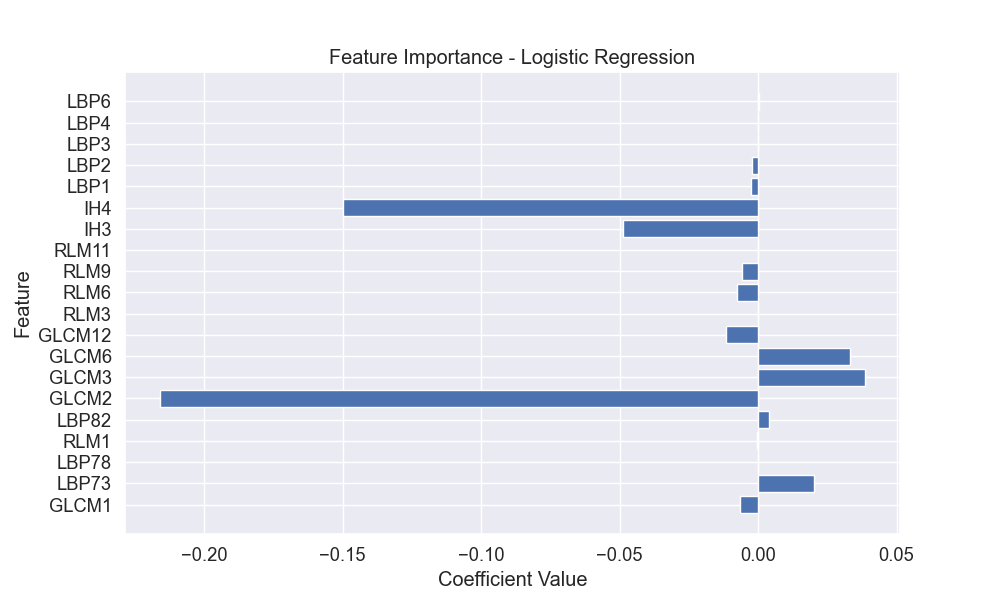 Feature Importance - Logistic Regression
Feature
LBP6
LBP4
LBP3
LBP2
LBP1
IH4
IH3
RLM11
RLM9
RLM6
RLM3
GLCM12
GLCM6
GLCM3
GLCM2
LBP82
RLM1
LBP78
LBP73
GLCM1
−0.20 −0.15 −0.10 −0.05 0.00 0.05
Coefficient Value